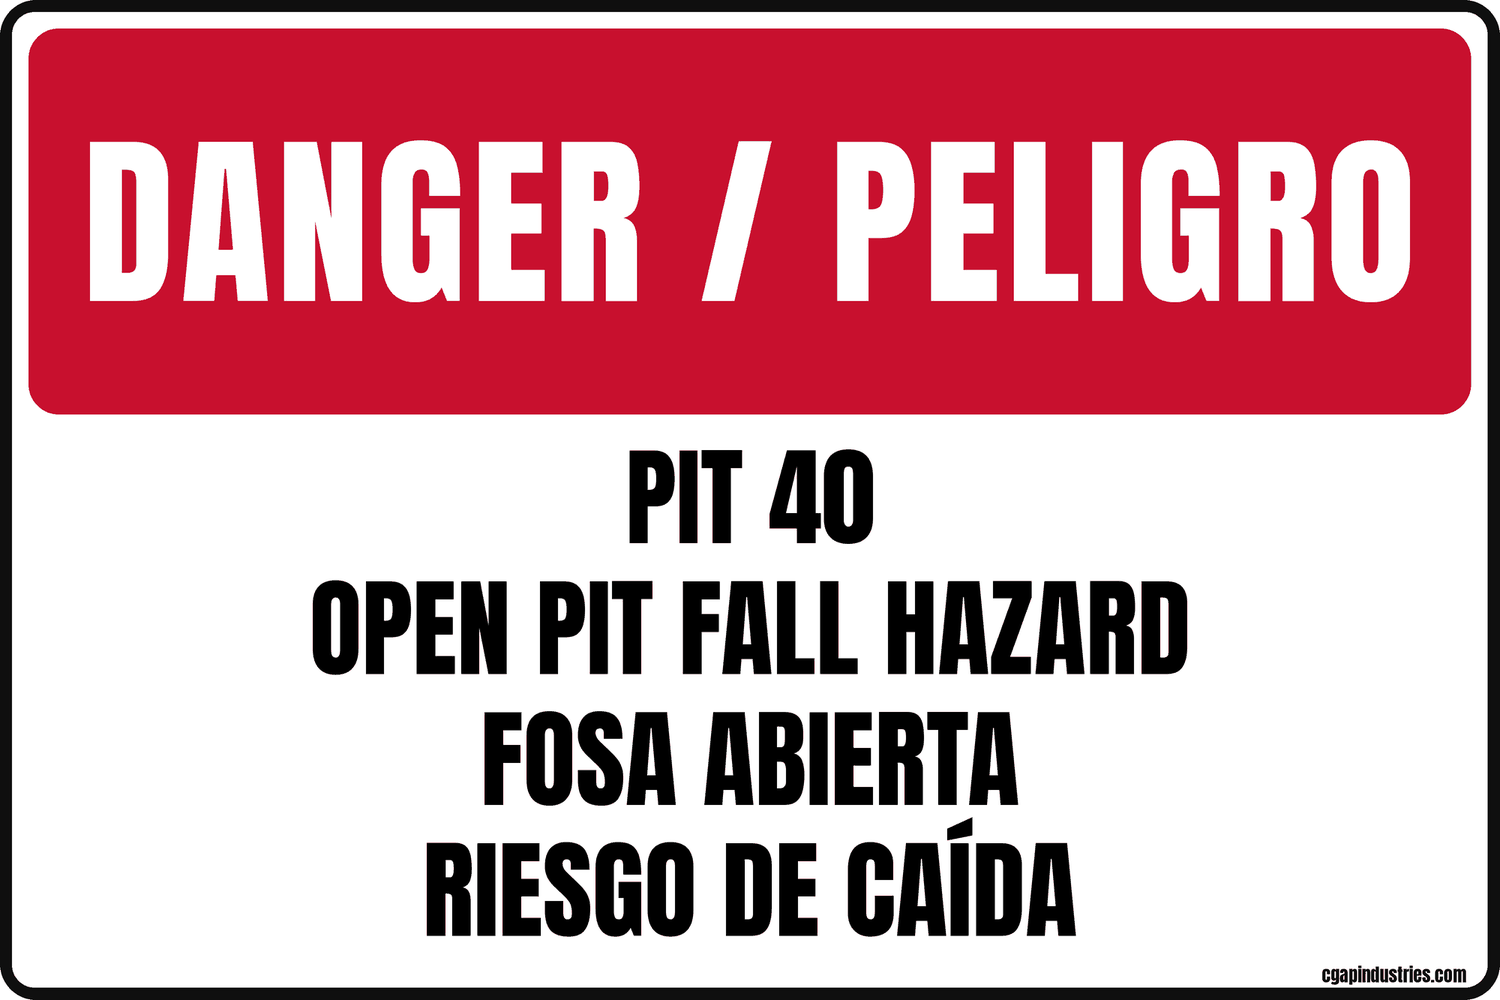 DANGER / PELIGRO
PIT 40
OPEN PIT FALL HAZARD
FOSA ABIERTA
RIESGO DE CAÍDA
cgapindustries.com